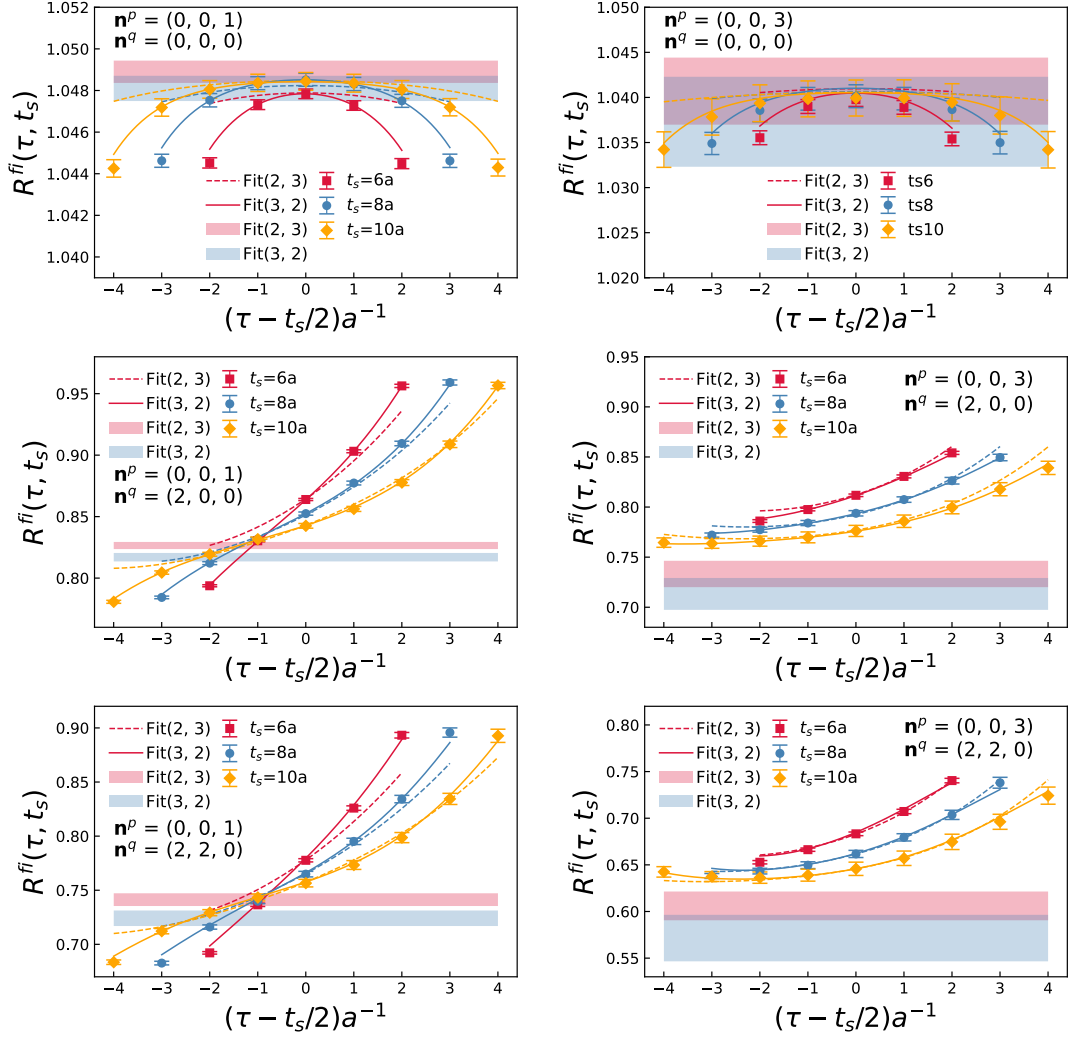 R^{fi}(τ, t_s)
n^p = (0, 0, 1)
n^q = (0, 0, 0)
1.052
1.050
1.048
1.046
1.044
1.042
1.040
Fit(2, 3)
Fit(3, 2)
Fit(2, 3)
Fit(3, 2)
t_s=6a
t_s=8a
t_s=10a
−4 −3 −2 −1 0 1 2 3 4
(τ − t_s/2)a^{−1}
R^{fi}(τ, t_s)
n^p = (0, 0, 3)
n^q = (0, 0, 0)
1.050
1.045
1.040
1.035
1.030
1.025
1.020
Fit(2, 3)
Fit(3, 2)
Fit(2, 3)
Fit(3, 2)
ts6
ts8
ts10
−4 −3 −2 −1 0 1 2 3 4
(τ − t_s/2)a^{−1}
R^{fi}(τ, t_s)
0.95
0.90
0.85
0.80
Fit(2, 3)
Fit(3, 2)
Fit(2, 3)
Fit(3, 2)
t_s=6a
t_s=8a
t_s=10a
n^p = (0, 0, 1)
n^q = (2, 0, 0)
−4 −3 −2 −1 0 1 2 3 4
(τ − t_s/2)a^{−1}
R^{fi}(τ, t_s)
0.95
0.90
0.85
0.80
0.75
0.70
Fit(2, 3)
Fit(3, 2)
Fit(2, 3)
Fit(3, 2)
t_s=6a
t_s=8a
t_s=10a
n^p = (0, 0, 3)
n^q = (2, 0, 0)
−4 −3 −2 −1 0 1 2 3 4
(τ − t_s/2)a^{−1}
R^{fi}(τ, t_s)
0.90
0.85
0.80
0.75
0.70
Fit(2, 3)
Fit(3, 2)
Fit(2, 3)
Fit(3, 2)
t_s=6a
t_s=8a
t_s=10a
n^p = (0, 0, 1)
n^q = (2, 2, 0)
−4 −3 −2 −1 0 1 2 3 4
(τ − t_s/2)a^{−1}
R^{fi}(τ, t_s)
0.80
0.75
0.70
0.65
0.60
0.55
Fit(2, 3)
Fit(3, 2)
Fit(2, 3)
Fit(3, 2)
t_s=6a
t_s=8a
t_s=10a
n^p = (0, 0, 3)
n^q = (2, 2, 0)
−4 −3 −2 −1 0 1 2 3 4
(τ − t_s/2)a^{−1}